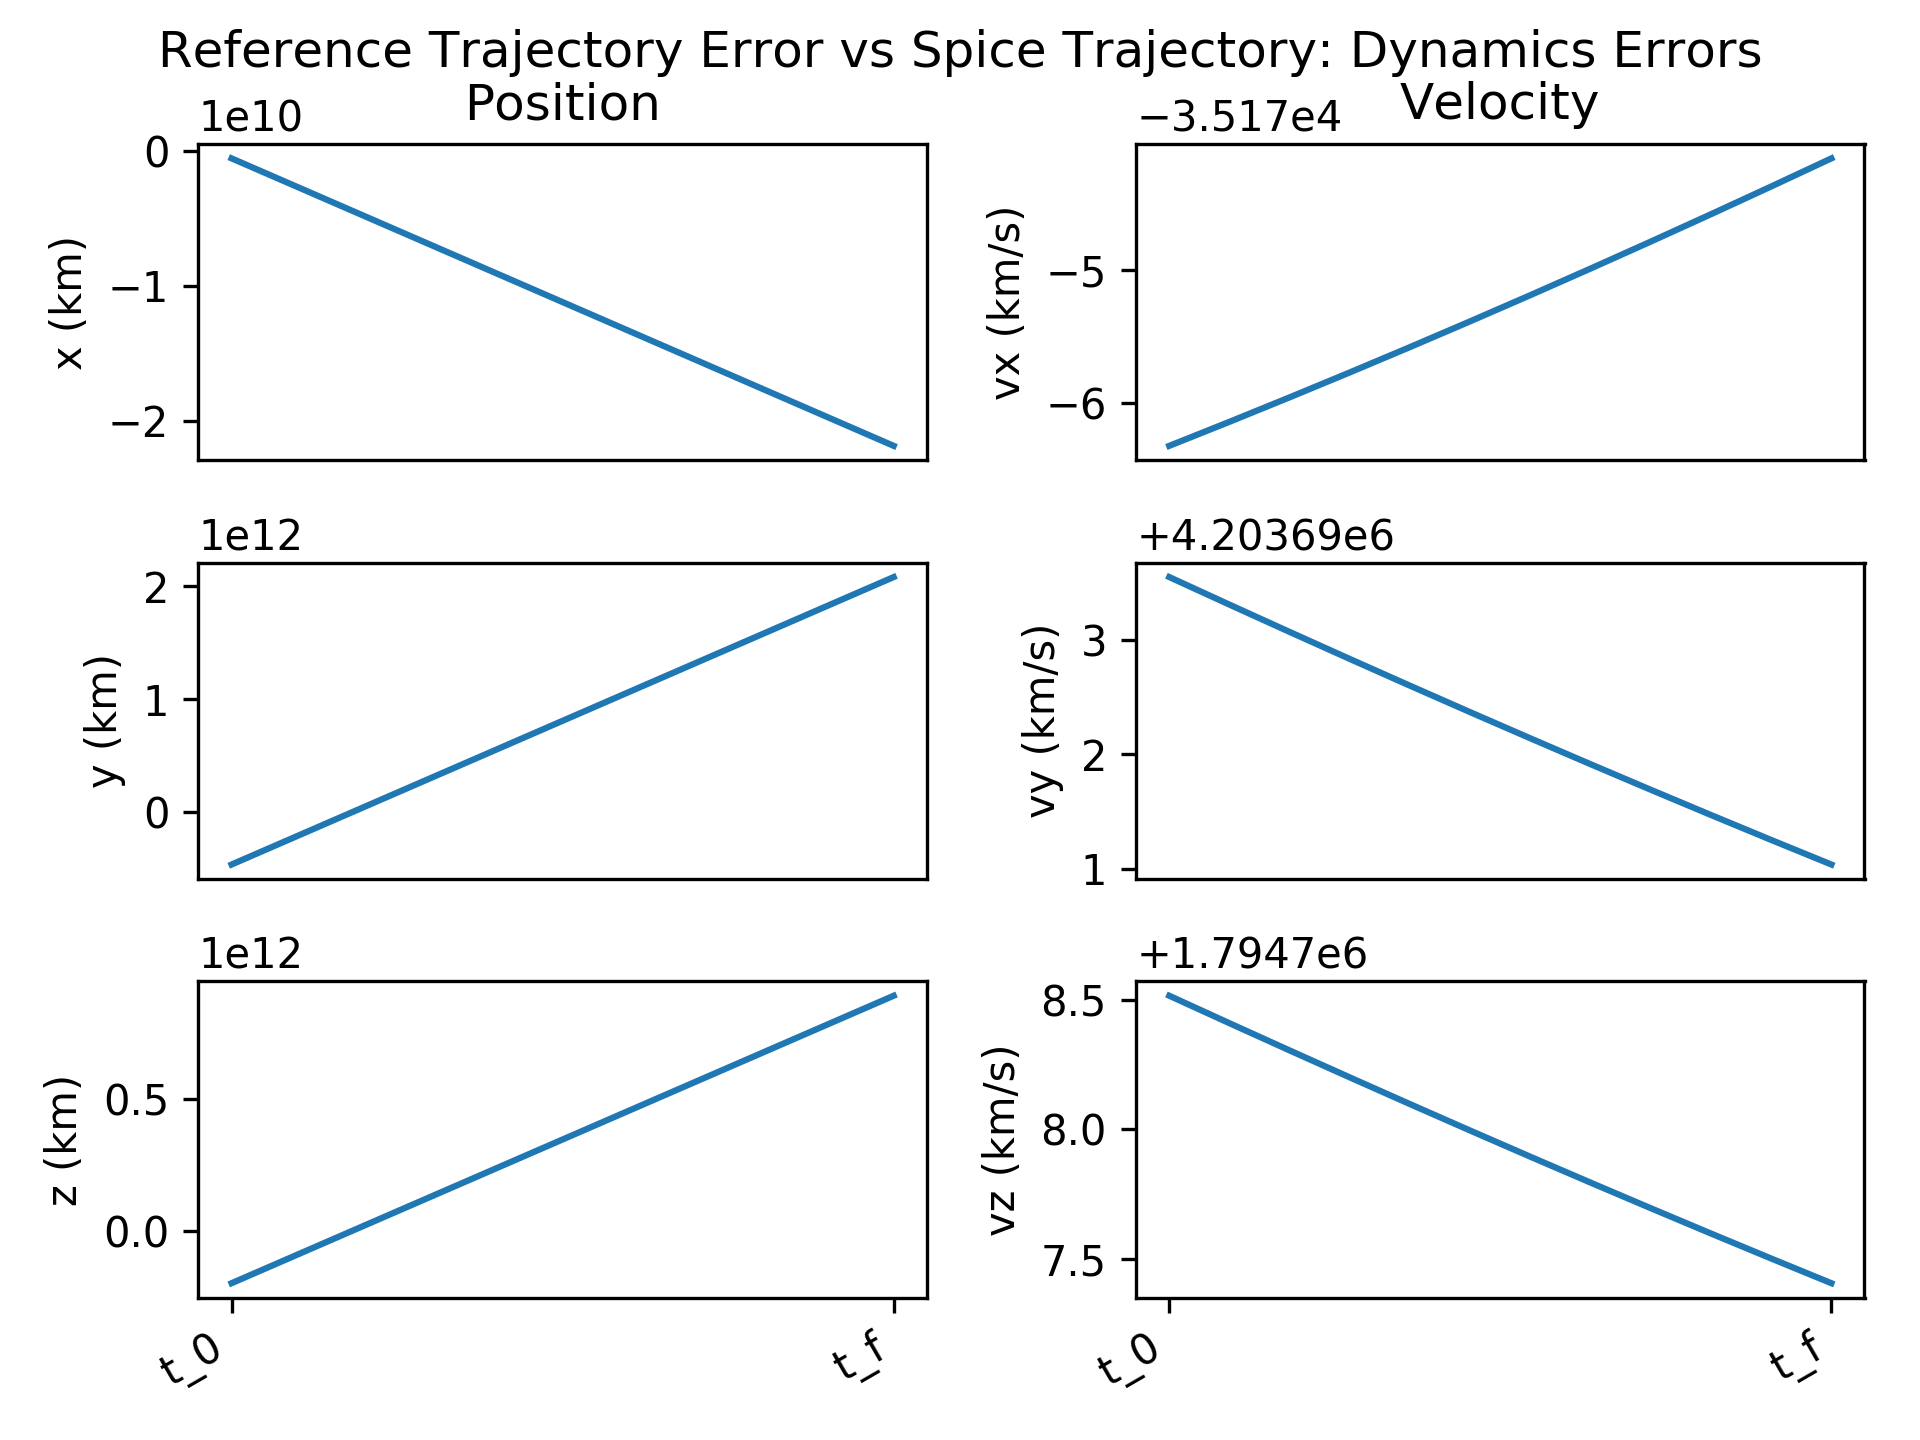 Reference Trajectory Error vs Spice Trajectory: Dynamics Errors
Position
Velocity
1e10
0
−1
−2
x (km)
−3.517e4
−5
−6
vx (km/s)
1e12
2
1
0
y (km)
+4.20369e6
3
2
1
vy (km/s)
1e12
0.5
0.0
z (km)
+1.7947e6
8.5
8.0
7.5
vz (km/s)
t_0
t_f
t_0
t_f